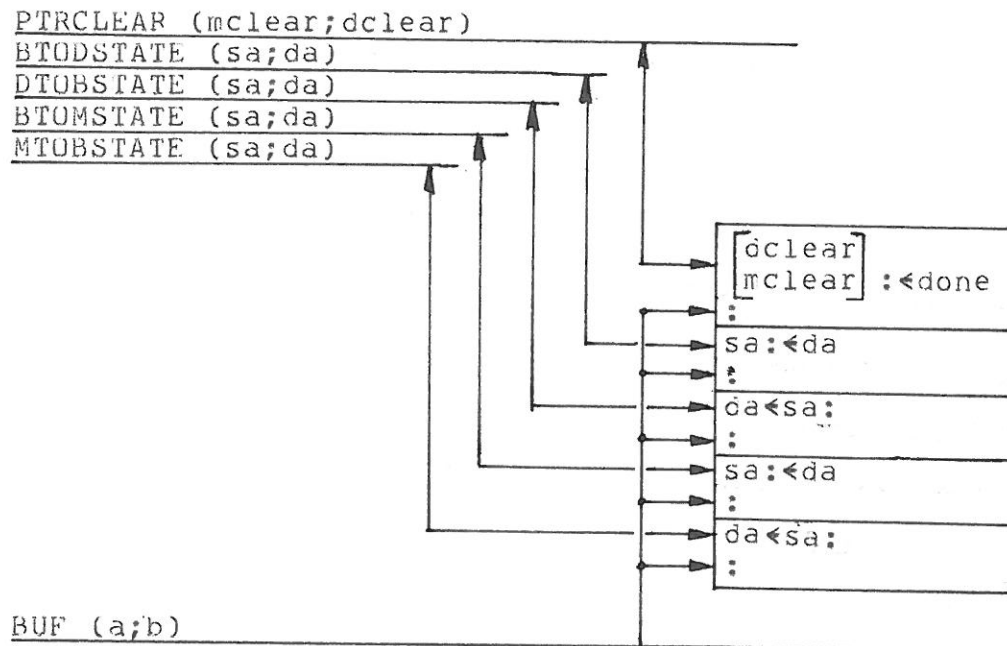 PTRCLEAR (mclear;dclear)
BTODSTATE (sa;da)
DTOBSTATE (sa;da)
BTOMSTATE (sa;da)
MTOBSTATE (sa;da)
dclear
mclear :<done
:
sa:<da
:
da<sa:
:
sa:<da
:
da<sa:
:
BUF (a;b)